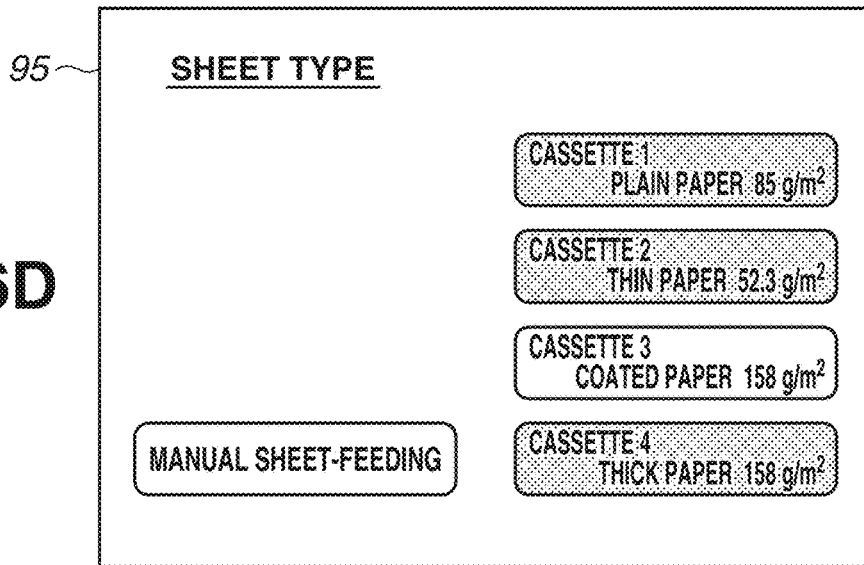 95
SHEET TYPE
CASSETTE 1
PLAIN PAPER 85 g/m²
CASSETTE 2
THIN PAPER 52.3 g/m²
CASSETTE 3
COATED PAPER 158 g/m²
MANUAL SHEET-FEEDING
CASSETTE 4
THICK PAPER 158 g/m²